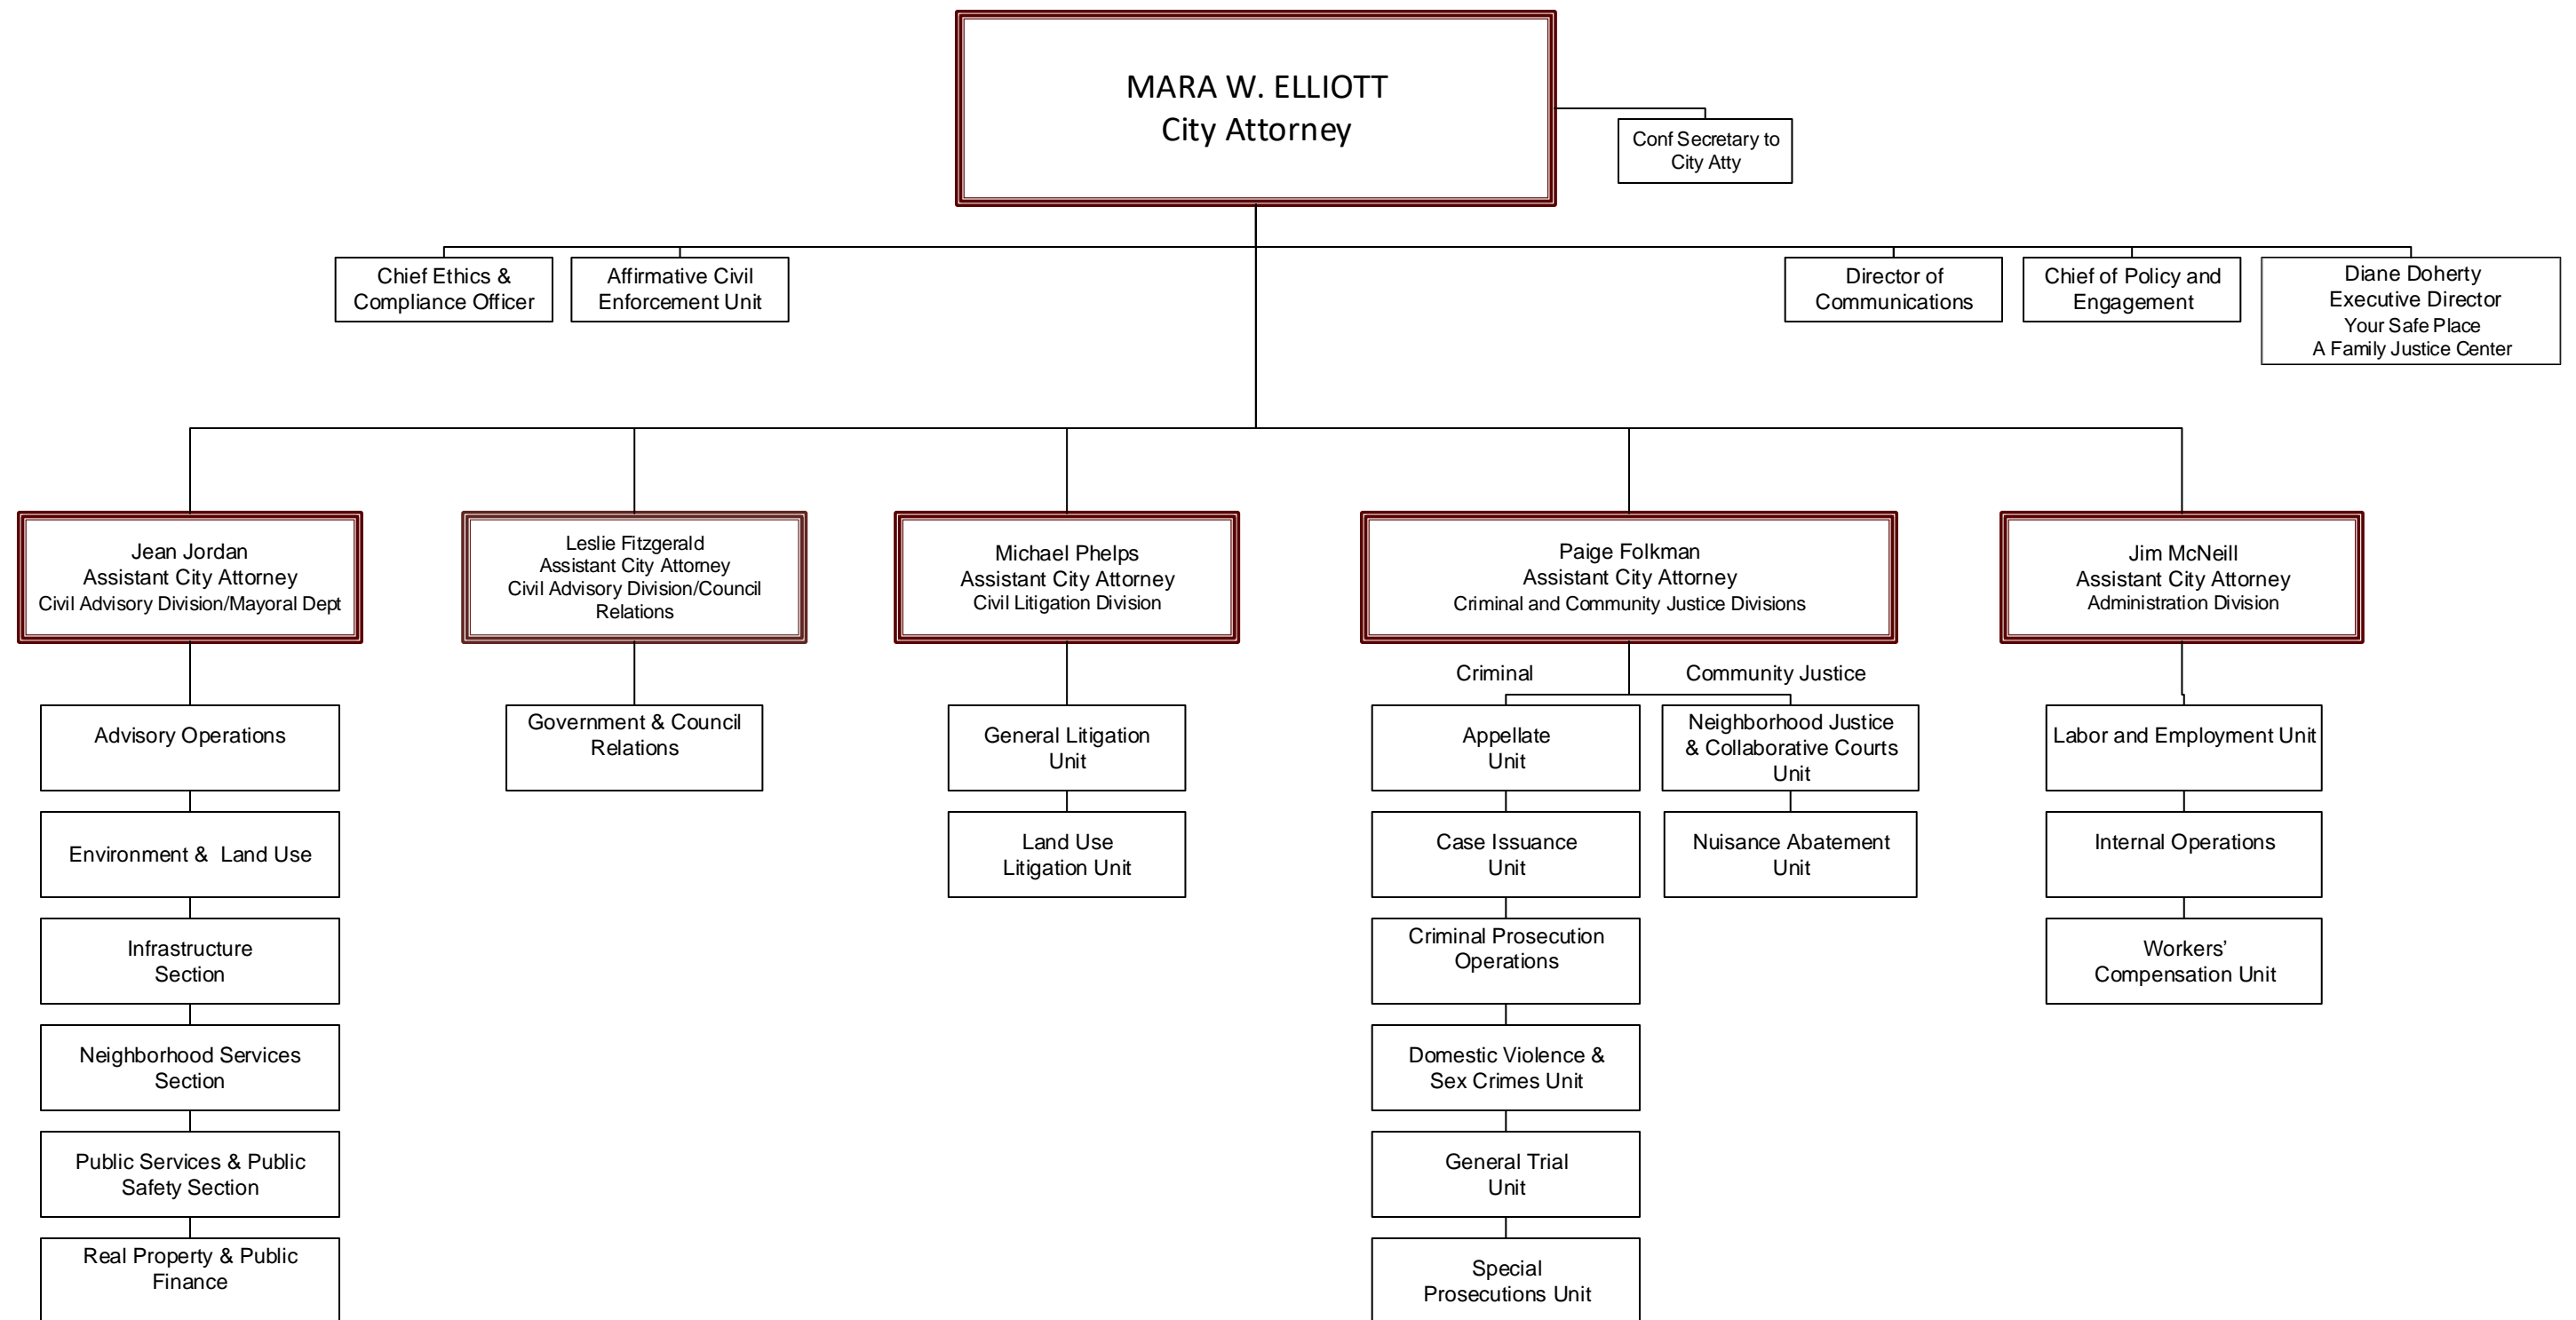 MARA W. ELLIOTT
City Attorney
Conf Secretary to
City Atty
Chief Ethics &
Compliance Officer
Affirmative Civil
Enforcement Unit
Director of
Communications
Chief of Policy and
Engagement
Diane Doherty
Executive Director
Your Safe Place
A Family Justice Center
Jean Jordan
Assistant City Attorney
Civil Advisory Division/Mayoral Dept
Leslie Fitzgerald
Assistant City Attorney
Civil Advisory Division/Council
Relations
Michael Phelps
Assistant City Attorney
Civil Litigation Division
Paige Folkman
Assistant City Attorney
Criminal and Community Justice Divisions
Jim McNeill
Assistant City Attorney
Administration Division
Advisory Operations
Environment & Land Use
Infrastructure
Section
Neighborhood Services
Section
Public Services & Public
Safety Section
Real Property & Public
Finance
Government & Council
Relations
General Litigation
Unit
Land Use
Litigation Unit
Criminal
Community Justice
Appellate
Unit
Case Issuance
Unit
Criminal Prosecution
Operations
Domestic Violence &
Sex Crimes Unit
General Trial
Unit
Special
Prosecutions Unit
Neighborhood Justice
& Collaborative Courts
Unit
Nuisance Abatement
Unit
Labor and Employment Unit
Internal Operations
Workers’
Compensation Unit